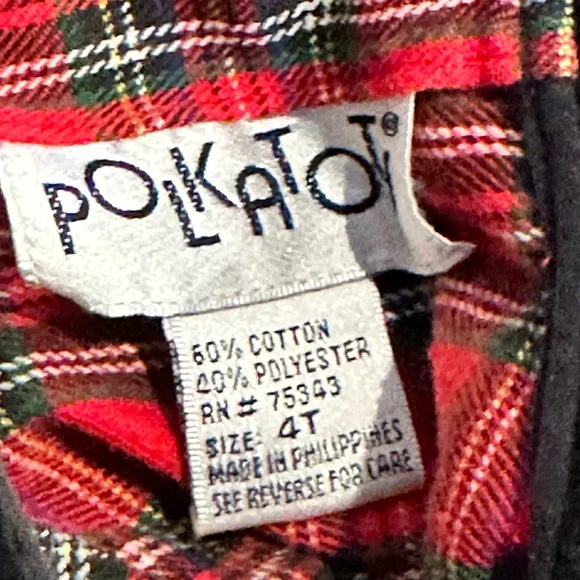 POLKATOT®
60% COTTON
40% POLYESTER
RN # 75343
SIZE: 4T
MADE IN PHILIPPINES
SEE REVERSE FOR CARE